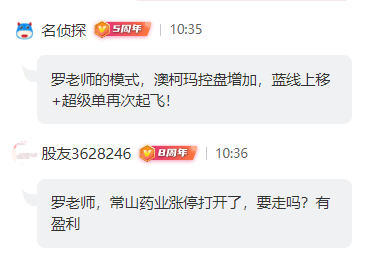 名侦探 5周年 10:35
罗老师的模式，澳柯玛控盘增加，蓝线上移
+超级单再次起飞！
股友3628246 8周年 10:36
罗老师，常山药业涨停打开了，要走吗？有
盈利